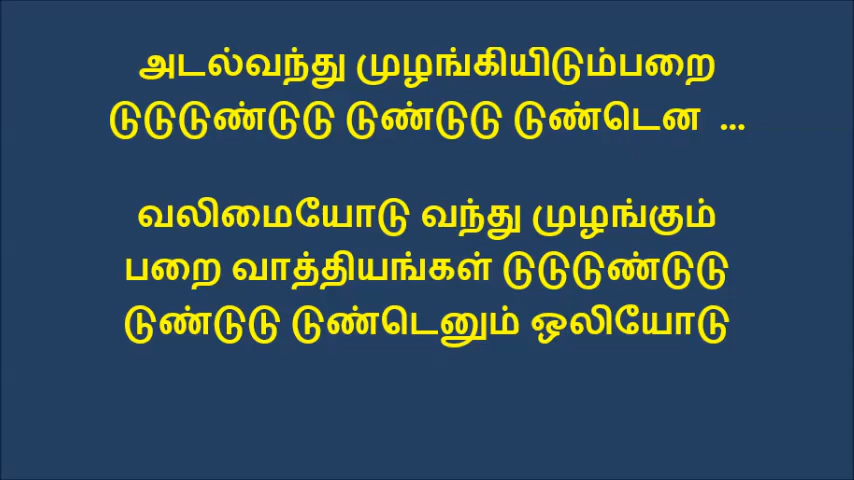 அடல்வந்து முழங்கியிடும்பறை
டுடுடுண்டுடு டுண்டுடு டுண்டென ...
வலிமையோடு வந்து முழங்கும்
பறை வாத்தியங்கள் டுடுடுண்டுடு
டுண்டுடு டுண்டெனும் ஒலியோடு